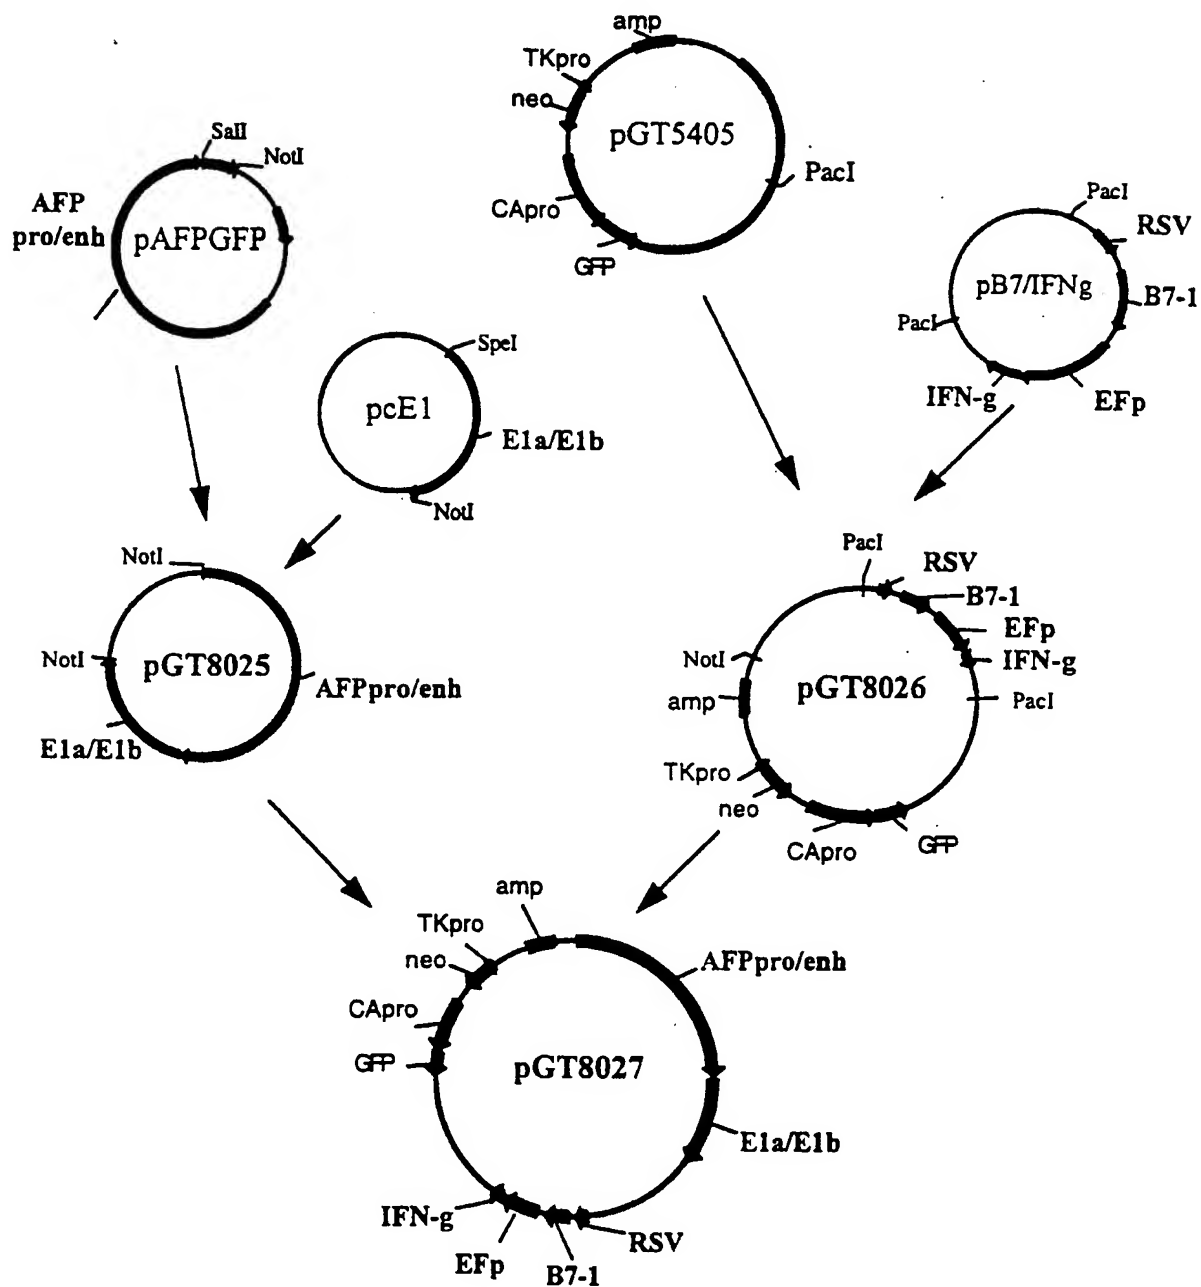 amp
TKpro
neo
pGT5405
PacI
CApro
GFP
SalI
NotI
AFP
pro/enh
pAFPGFP
PacI
RSV
pB7/IFNg
B7-1
PacI
IFN-g
EFp
SpeI
pcE1
E1a/E1b
NotI
NotI
NotI
pGT8025
AFPpro/enh
E1a/E1b
PacI
RSV
B7-1
EFp
IFN-g
NotI
pGT8026
amp
PacI
TKpro
neo
CApro
GFP
amp
TKpro
neo
AFPpro/enh
CApro
GFP
pGT8027
E1a/E1b
IFN-g
EFp
B7-1
RSV